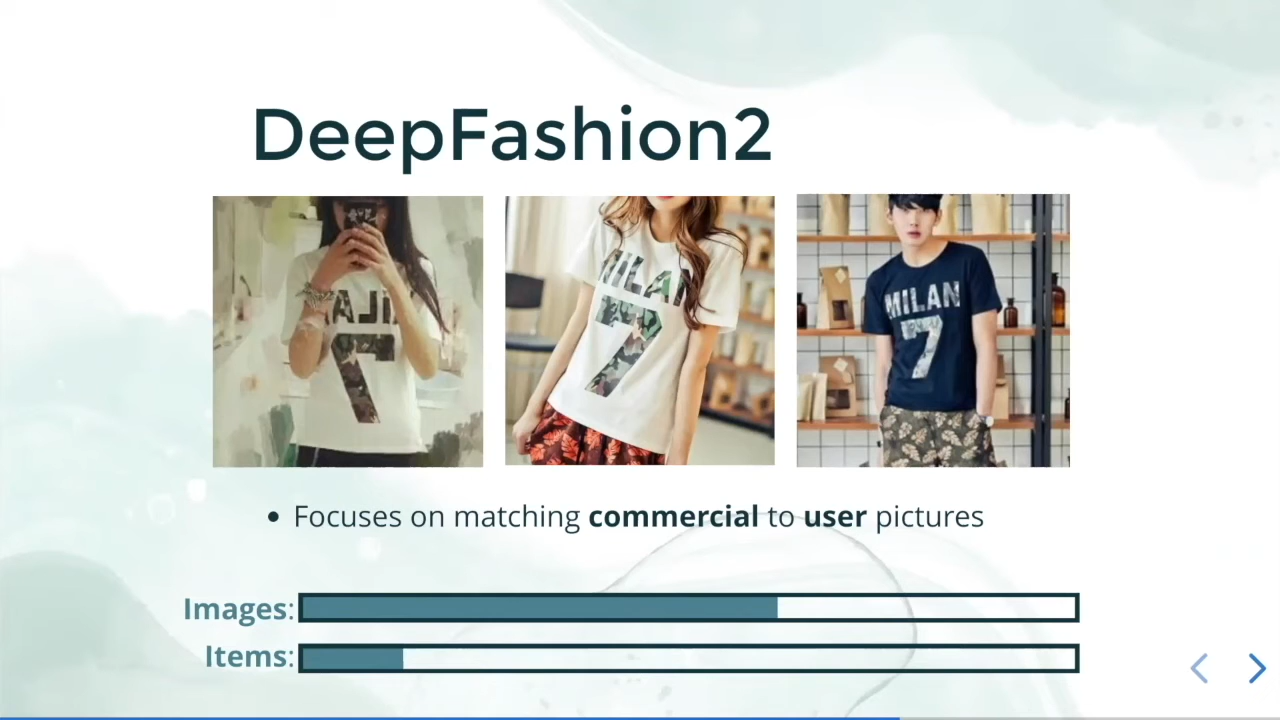 DeepFashion2
MILAN
7
MILAN
7
• Focuses on matching commercial to user pictures
Images:
Items: